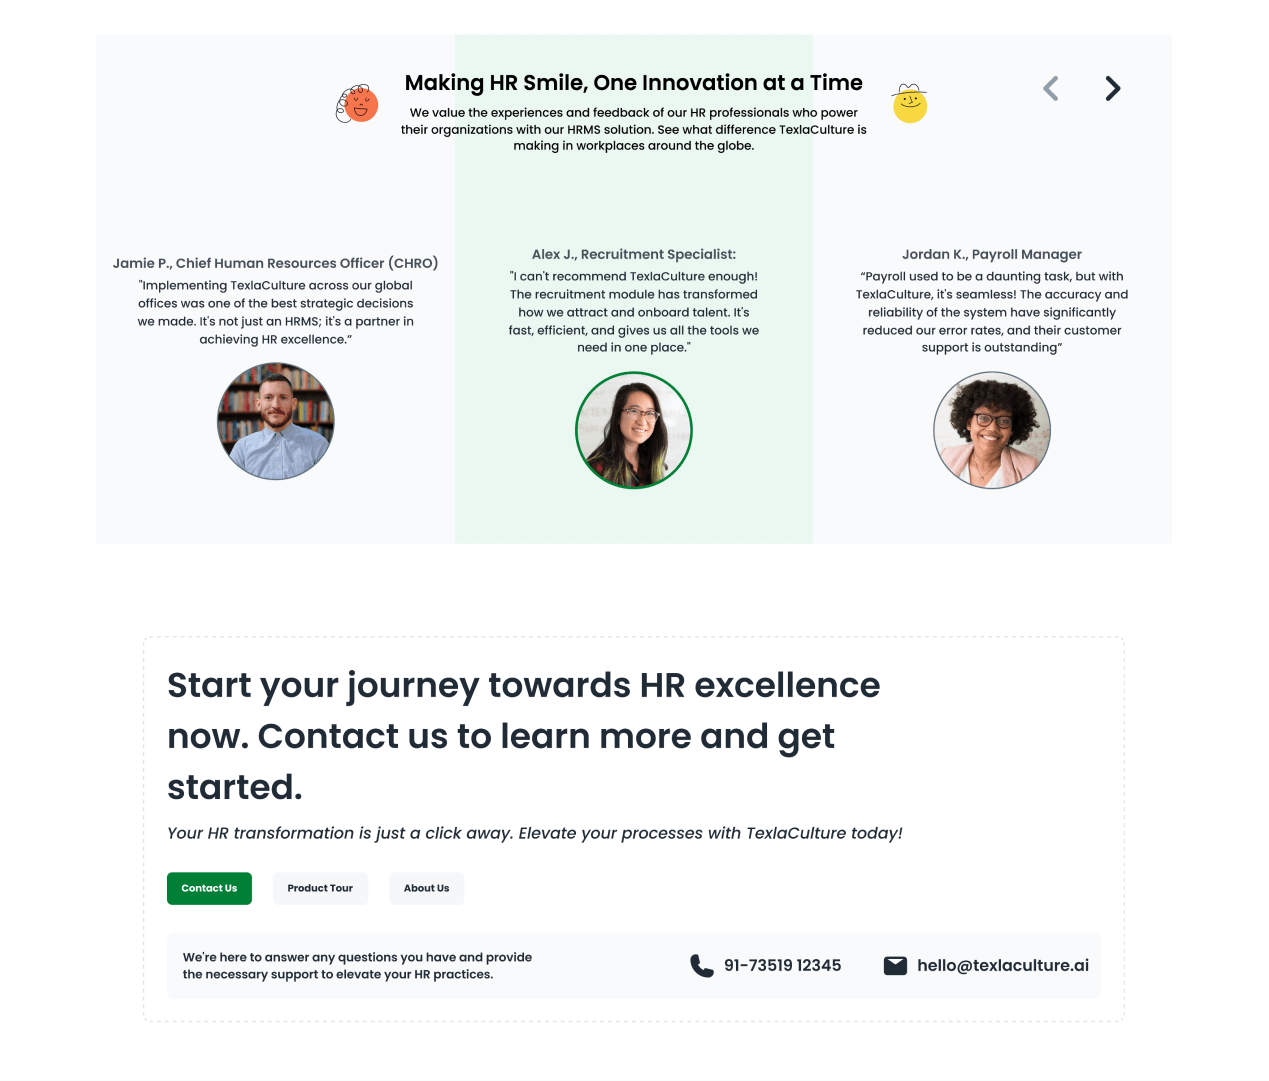 Making HR Smile, One Innovation at a Time
We value the experiences and feedback of our HR professionals who power
their organizations with our HRMS solution. See what difference TexlaCulture is
making in workplaces around the globe.
Jamie P., Chief Human Resources Officer (CHRO)
"Implementing TexlaCulture across our global
offices was one of the best strategic decisions
we made. It's not just an HRMS; it's a partner in
achieving HR excellence.”
Alex J., Recruitment Specialist:
"I can't recommend TexlaCulture enough!
The recruitment module has transformed
how we attract and onboard talent. It's
fast, efficient, and gives us all the tools we
need in one place."
Jordan K., Payroll Manager
“Payroll used to be a daunting task, but with
TexlaCulture, it's seamless! The accuracy and
reliability of the system have significantly
reduced our error rates, and their customer
support is outstanding”
Start your journey towards HR excellence
now. Contact us to learn more and get
started.
Your HR transformation is just a click away. Elevate your processes with TexlaCulture today!
Contact Us
Product Tour
About Us
We're here to answer any questions you have and provide
the necessary support to elevate your HR practices.
91-73519 12345
hello@texlaculture.ai